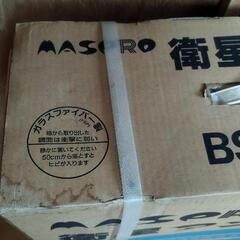 MASPRO 衛星
ガラスファイバー製
箱から取り出した
鏡面は衝撃に弱い
静かに置いてください
50cmから落とすと
ヒビが入ります
BS
MASPRO